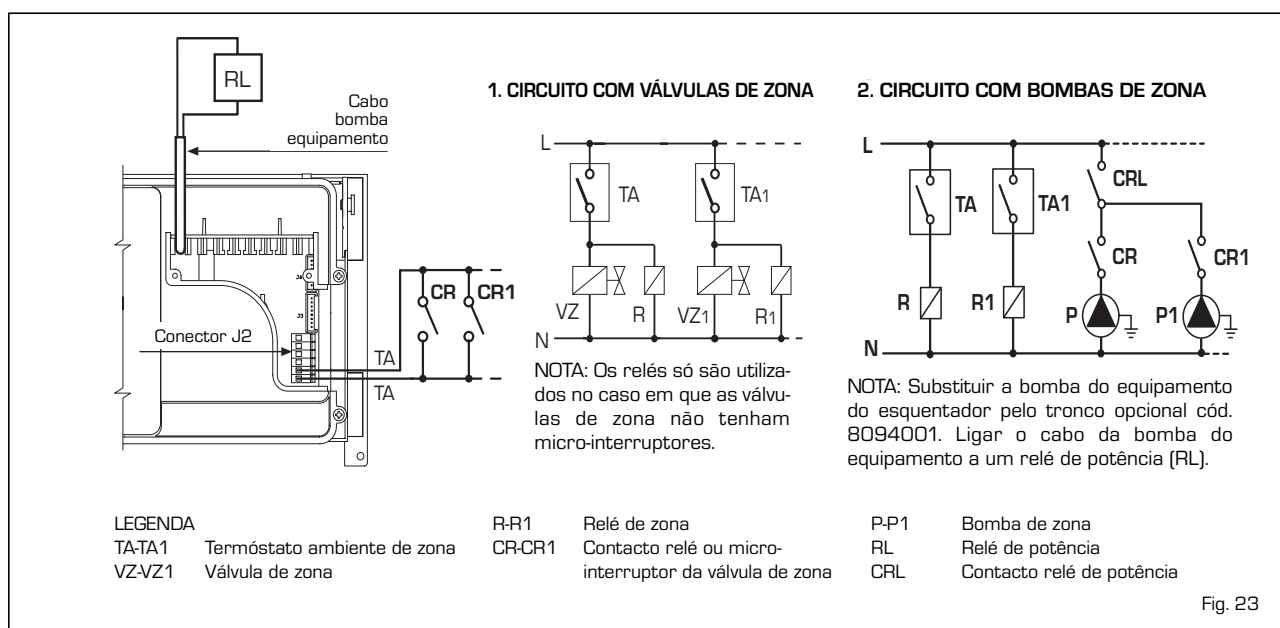 RL
Cabo
bomba
equipamento
J4
J3
Conector J2
TA
TA
CR
CR1
1. CIRCUITO COM VÁLVULAS DE ZONA
L
TA
TA1
VZ
R
VZ1
R1
N
NOTA: Os relés só são utiliza-
dos no caso em que as válvu-
las de zona não tenham
micro-interruptores.
2. CIRCUITO COM BOMBAS DE ZONA
L
CRL
TA
TA1
CR
CR1
R
R1
P
P1
N
NOTA: Substituir a bomba do equipamento
do esquentador pelo tronco opcional cód.
8094001. Ligar o cabo da bomba do
equipamento a um relé de potência (RL).
LEGENDA
TA-TA1 Termóstato ambiente de zona
VZ-VZ1 Válvula de zona
R-R1 Relé de zona
CR-CR1 Contacto relé ou micro-
interruptor da válvula de zona
P-P1 Bomba de zona
RL Relé de potência
CRL Contacto relé de potência
Fig. 23